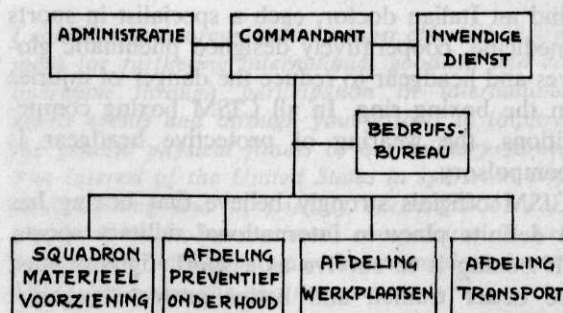 ADMINISTRATIE
COMMANDANT
INWENDIGE
DIENST
BEDRIJFS-
BUREAU
SQUADRON
MATERIEEL
VOORZIENING
AFDELING
PREVENTIEF
ONDERHOUD
AFDELING
WERKPLAATSEN
AFDELING
TRANSPORT